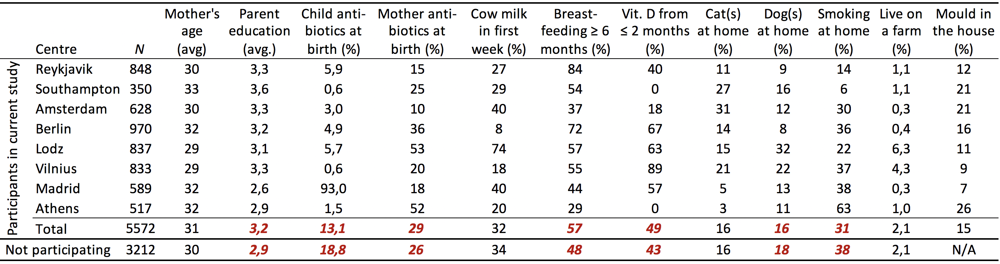 Mother's Parent Child anti- Mother anti- Cow milk Breast- Vit. D from Cat(s) Dog(s) Smoking Live on Mould in
age education biotics at biotics at in first feeding ≥ 6 ≤ 2 months at home at home at home a farm the house
Centre N (avg) (avg.) birth (%) birth (%) week (%) months (%) (%) (%) (%) (%) (%) (%)
Participants in current study
Reykjavik 848 30 3,3 5,9 15 27 84 40 11 9 14 1,1 12
Southampton 350 33 3,6 0,6 25 29 54 0 27 16 6 1,1 21
Amsterdam 628 30 3,3 3,0 10 40 37 18 31 12 30 0,3 21
Berlin 970 32 3,2 4,9 36 8 72 67 14 8 36 0,4 16
Lodz 837 29 3,1 5,7 53 74 57 63 15 32 22 6,3 11
Vilnius 833 29 3,3 0,6 20 18 55 89 21 22 37 4,3 9
Madrid 589 32 2,6 93,0 18 40 44 57 5 13 38 0,3 7
Athens 517 32 2,9 1,5 52 20 29 0 3 11 63 1,0 26
Total 5572 31 3,2 13,1 29 32 57 49 16 16 31 2,1 15
Not participating 3212 30 2,9 18,8 26 34 48 43 16 18 38 2,1 N/A